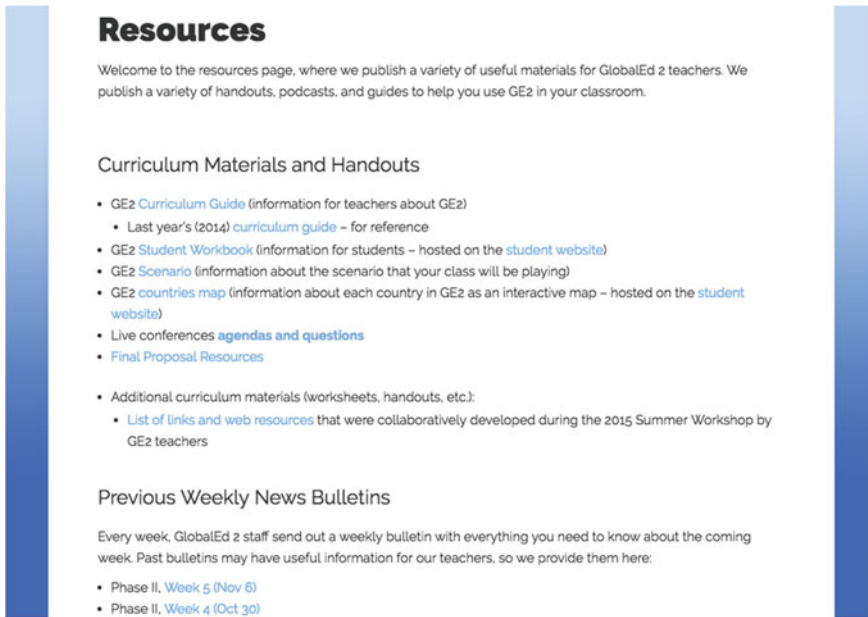 Resources
Welcome to the resources page, where we publish a variety of useful materials for GlobalEd 2 teachers. We
publish a variety of handouts, podcasts, and guides to help you use GE2 in your classroom.
Curriculum Materials and Handouts
• GE2 Curriculum Guide (information for teachers about GE2)
• Last year's (2014) curriculum guide – for reference
• GE2 Student Workbook (information for students – hosted on the student website)
• GE2 Scenario (information about the scenario that your class will be playing)
• GE2 countries map (information about each country in GE2 as an interactive map – hosted on the student
website)
• Live conferences agendas and questions
• Final Proposal Resources
• Additional curriculum materials (worksheets, handouts, etc.):
• List of links and web resources that were collaboratively developed during the 2015 Summer Workshop by
GE2 teachers
Previous Weekly News Bulletins
Every week, GlobalEd 2 staff send out a weekly bulletin with everything you need to know about the coming
week. Past bulletins may have useful information for our teachers, so we provide them here:
• Phase II, Week 5 (Nov 6)
• Phase II, Week 4 (Oct 30)